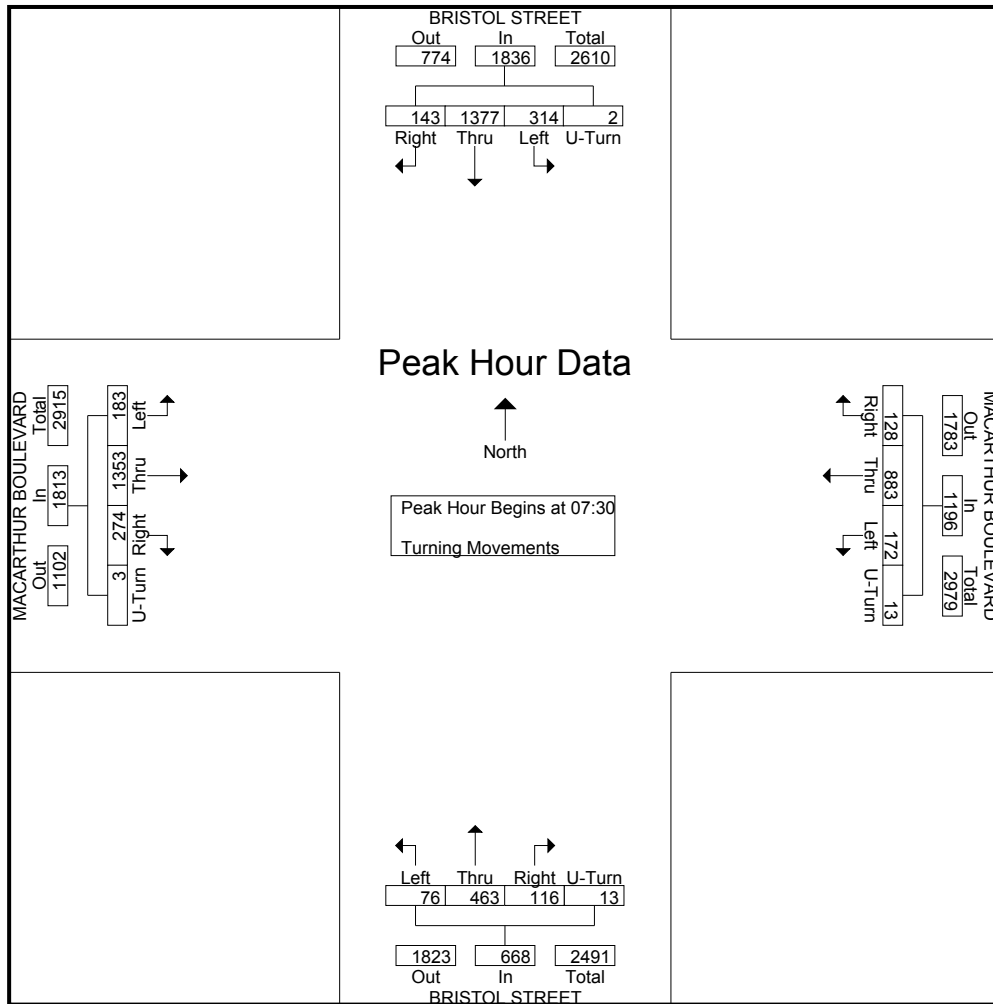 BRISTOL STREET
Out In Total
774 1836 2610
143 1377 314 2
Right Thru Left U-Turn
Peak Hour Data
North
Peak Hour Begins at 07:30
Turning Movements
MACARTHUR BOULEVARD
Total In Out
2915 1813 1102
183 1353 274 3
Left Thru Right U-Turn
MACARTHUR BOULEVARD
Out In Total
1783 1196 2979
128 883 172 13
Right Thru Left U-Turn
Left Thru Right U-Turn
76 463 116 13
1823 668 2491
Out In Total
BRISTOL STREET